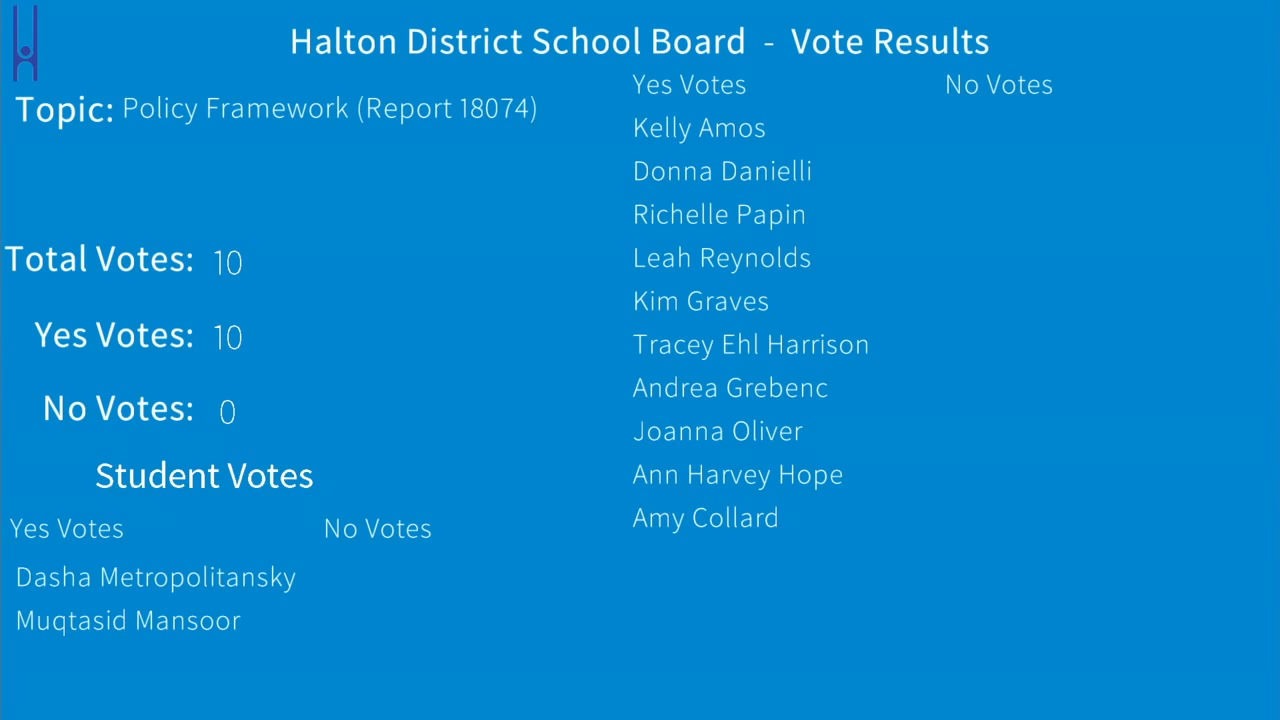 Halton District School Board - Vote Results
Topic: Policy Framework (Report 18074)
Total Votes: 10
Yes Votes: 10
No Votes: 0
Student Votes
Yes Votes No Votes
Dasha Metropolitansky
Muqtasid Mansoor
Yes Votes No Votes
Kelly Amos
Donna Danielli
Richelle Papin
Leah Reynolds
Kim Graves
Tracey Ehl Harrison
Andrea Grebenc
Joanna Oliver
Ann Harvey Hope
Amy Collard